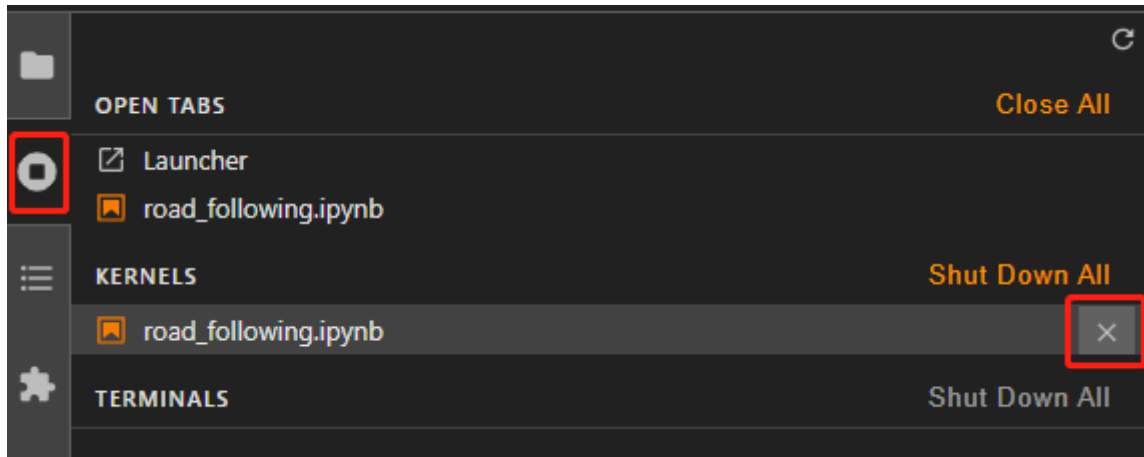 OPEN TABS Close All
Launcher
road_following.ipynb
KERNELS Shut Down All
road_following.ipynb
TERMINALS Shut Down All